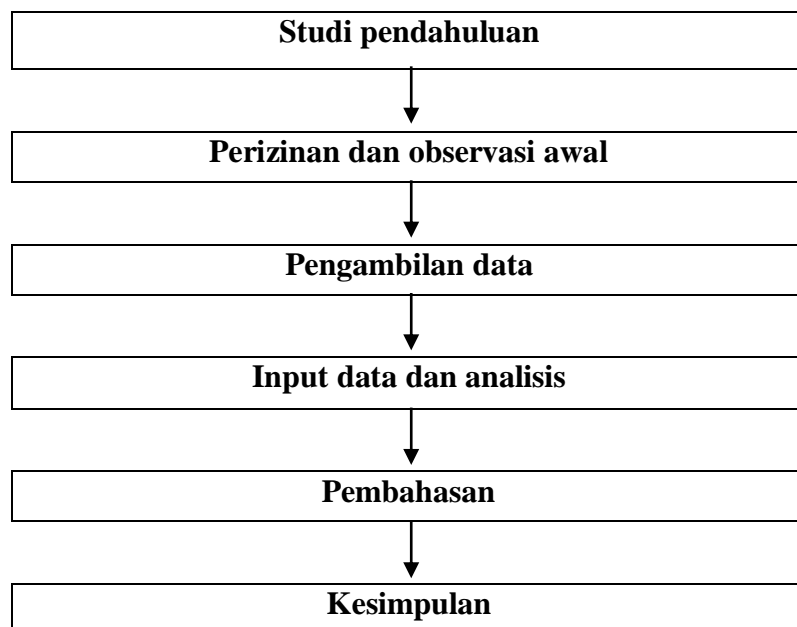 Studi pendahuluan
Perizinan dan observasi awal
Pengambilan data
Input data dan analisis
Pembahasan
Kesimpulan